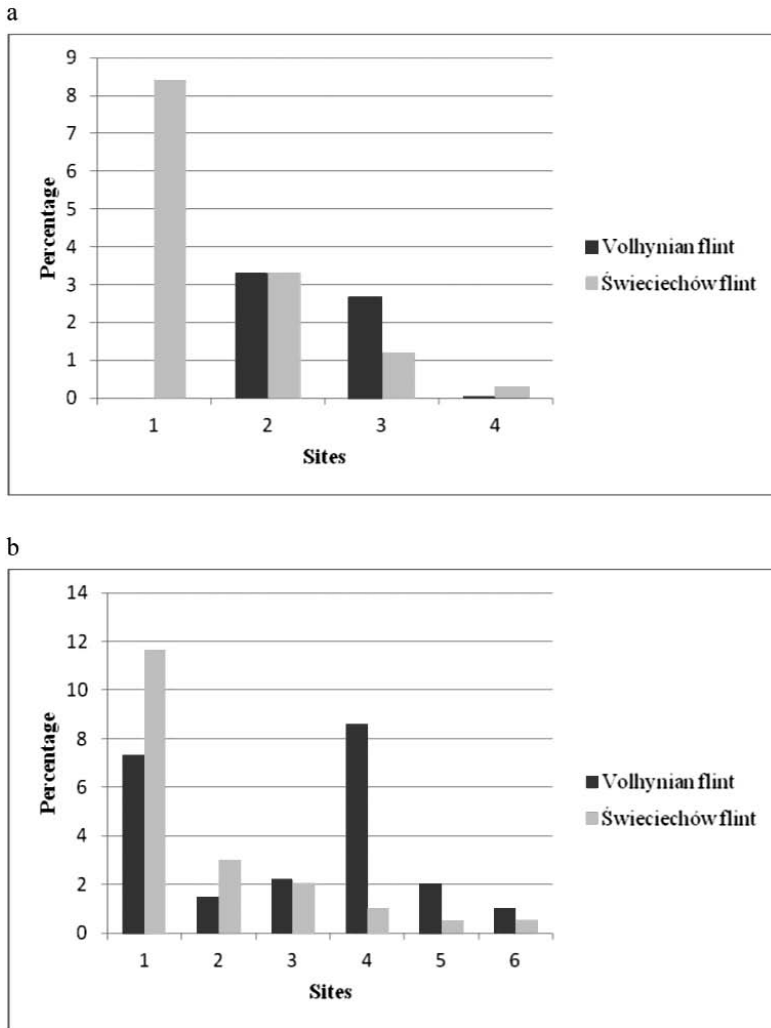 a
9
8
7
6
5
4
3
2
1
0
Percentage
1 2 3 4
Sites
Volhynian flint
Świeciechów flint
b
14
12
10
8
6
4
2
0
Percentage
1 2 3 4 5 6
Sites
Volhynian flint
Świeciechów flint